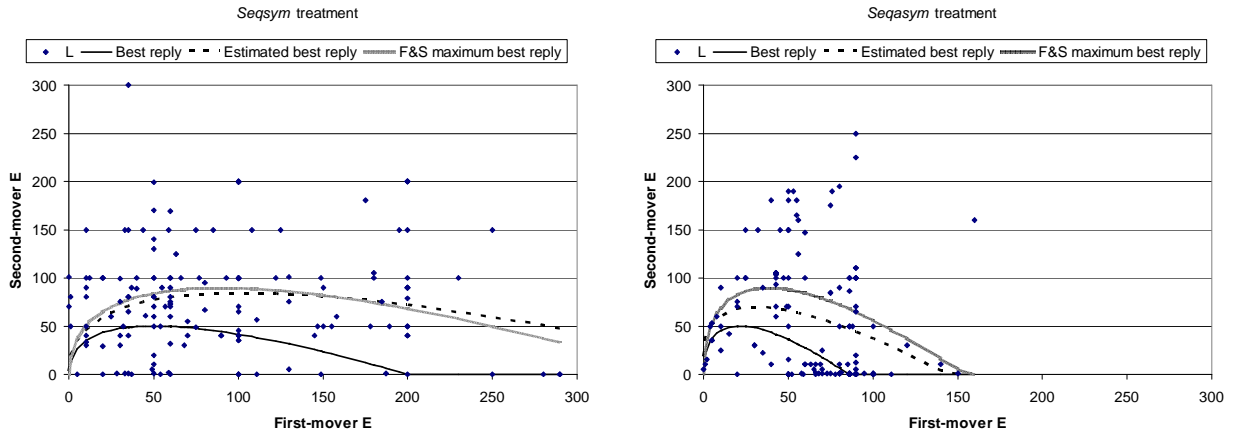 Seqsym treatment
L Best reply Estimated best reply F&S maximum best reply
300
250
200
150
100
50
0
Second-mover E
0 50 100 150 200 250 300
First-mover E
Seqasym treatment
L Best reply Estimated best reply F&S maximum best reply
300
250
200
150
100
50
0
Second-mover E
0 50 100 150 200 250 300
First-mover E